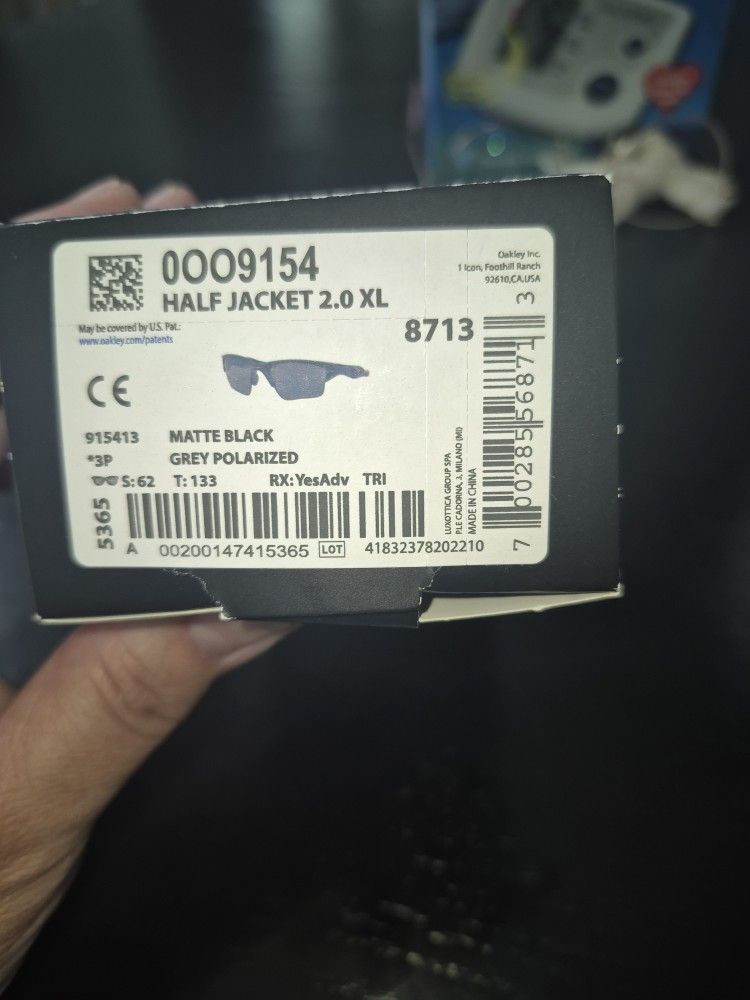 0OO9154
HALF JACKET 2.0 XL
Oakley Inc.
1 Icon, Foothill Ranch
92610,CA,USA
May be covered by U.S. Pat.:
www.oakley.com/patents
8713
CE
915413 MATTE BLACK
*3P GREY POLARIZED
S: 62 T: 133 RX: YesAdv TRI
5365
A 00200147415365 LOT 41832378202210
LUXOTTICA GROUP SPA
PLE CADORNA, 3, MILANO (MI)
MADE IN CHINA
7 00285 56871 3